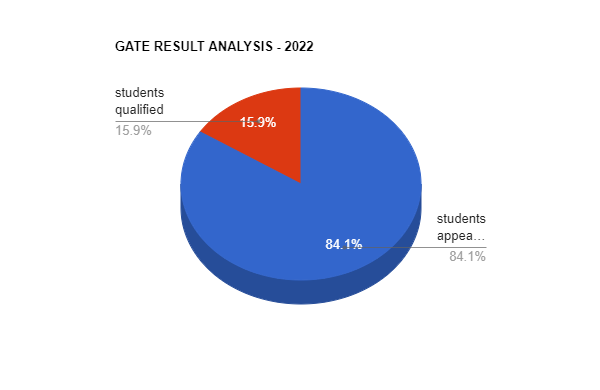 GATE RESULT ANALYSIS - 2022
students
qualified
15.9%
15.9%
students
appea…
84.1%
84.1%